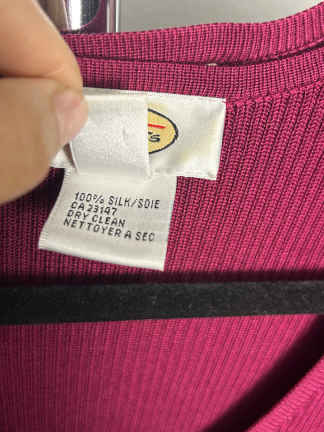 100% SILK/SOIE
CA 23147
DRY CLEAN
NETTOYER A SEC